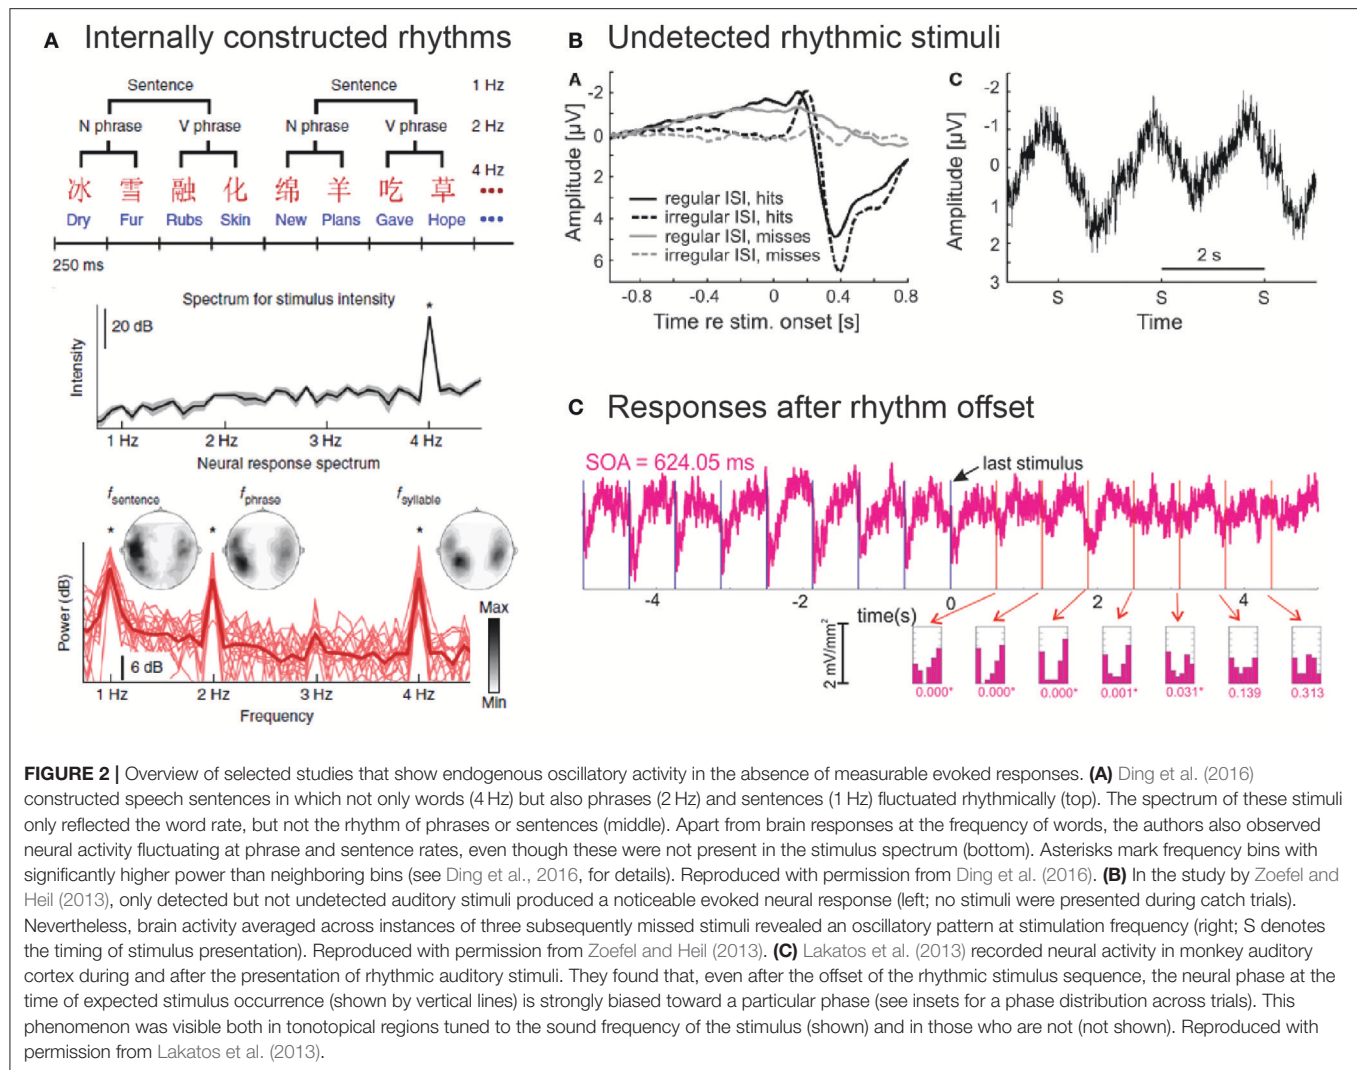 A Internally constructed rhythms
Sentence Sentence 1 Hz
N phrase V phrase N phrase V phrase 2 Hz
4 Hz
冰 雪 融 化 绵 羊 吃 草 •••
Dry Fur Rubs Skin New Plans Gave Hope •••
250 ms
Spectrum for stimulus intensity
*
20 dB
Intensity
1 Hz 2 Hz 3 Hz 4 Hz
Neural response spectrum
fsentence fphrase fsyllable
* * *
Power (dB)
6 dB
Max
Min
1 Hz 2 Hz 3 Hz 4 Hz
Frequency
B Undetected rhythmic stimuli
A
-2
0
2
4
6
Amplitude [µV]
regular ISI, hits
irregular ISI, hits
regular ISI, misses
irregular ISI, misses
-0.8 -0.4 0 0.4 0.8
Time re stim. onset [s]
C
-2
-1
0
1
2
3
Amplitude [µV]
2 s
S S S
Time
C Responses after rhythm offset
SOA = 624.05 ms
last stimulus
-4 -2 0 2 4
time(s)
2 mV/mm²
0.000* 0.000* 0.000* 0.001* 0.031* 0.139 0.313
FIGURE 2 | Overview of selected studies that show endogenous oscillatory activity in the absence of measurable evoked responses. (A) Ding et al. (2016)
constructed speech sentences in which not only words (4 Hz) but also phrases (2 Hz) and sentences (1 Hz) fluctuated rhythmically (top). The spectrum of these stimuli
only reflected the word rate, but not the rhythm of phrases or sentences (middle). Apart from brain responses at the frequency of words, the authors also observed
neural activity fluctuating at phrase and sentence rates, even though these were not present in the stimulus spectrum (bottom). Asterisks mark frequency bins with
significantly higher power than neighboring bins (see Ding et al., 2016, for details). Reproduced with permission from Ding et al. (2016). (B) In the study by Zoefel and
Heil (2013), only detected but not undetected auditory stimuli produced a noticeable evoked neural response (left; no stimuli were presented during catch trials).
Nevertheless, brain activity averaged across instances of three subsequently missed stimuli revealed an oscillatory pattern at stimulation frequency (right; S denotes
the timing of stimulus presentation). Reproduced with permission from Zoefel and Heil (2013). (C) Lakatos et al. (2013) recorded neural activity in monkey auditory
cortex during and after the presentation of rhythmic auditory stimuli. They found that, even after the offset of the rhythmic stimulus sequence, the neural phase at the
time of expected stimulus occurrence (shown by vertical lines) is strongly biased toward a particular phase (see insets for a phase distribution across trials). This
phenomenon was visible both in tonotopical regions tuned to the sound frequency of the stimulus (shown) and in those who are not (not shown). Reproduced with
permission from Lakatos et al. (2013).